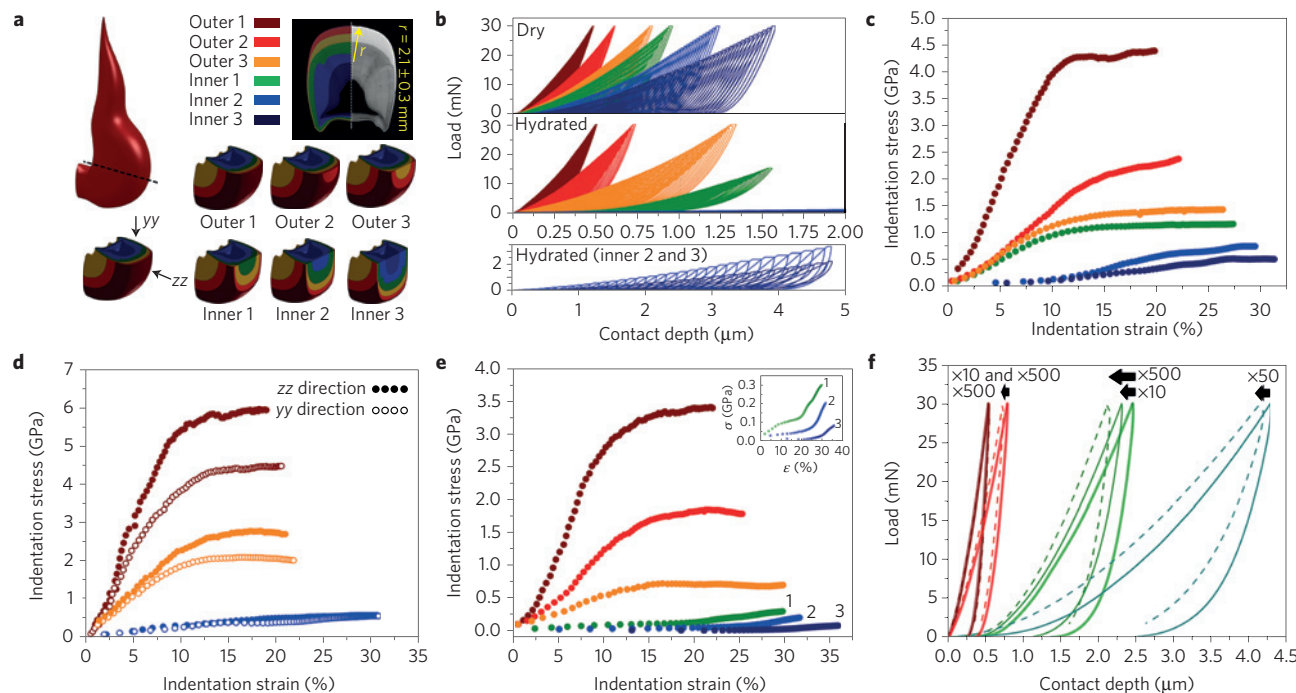 a
Outer 1
Outer 2
Outer 3
Inner 1
Inner 2
Inner 3
r
r = 2.1 ± 0.3 mm
Outer 1 Outer 2 Outer 3
yy
zz
Inner 1 Inner 2 Inner 3
b
Dry
30
20
10
0
Hydrated
30
20
10
0
Load (mN)
0 0.25 0.50 0.75 1.00 1.25 1.50 1.75 2.00
Hydrated (inner 2 and 3)
2
0
0 1 2 3 4 5
Contact depth (μm)
c
5.0
4.5
4.0
3.5
3.0
2.5
2.0
1.5
1.0
0.5
0
Indentation stress (GPa)
0 5 10 15 20 25 30
Indentation strain (%)
d
7
6
5
4
3
2
1
0
Indentation stress (GPa)
zz direction
yy direction
0 5 10 15 20 25 30 35
Indentation strain (%)
e
4.0
3.5
3.0
2.5
2.0
1.5
1.0
0.5
0.0
Indentation stress (GPa)
0.3
0.2
0.1
0.0
σ (GPa)
1
2
3
0 10 20 30 40
ε (%)
1
2
3
0 5 10 15 20 25 30 35
Indentation strain (%)
f
35
30
25
20
15
10
5
0
Load (mN)
×10 and ×500
×500
×500
×10
×50
0 0.5 1.0 1.5 2.0 2.5 3.0 3.5 4.0 4.5
Contact depth (μm)